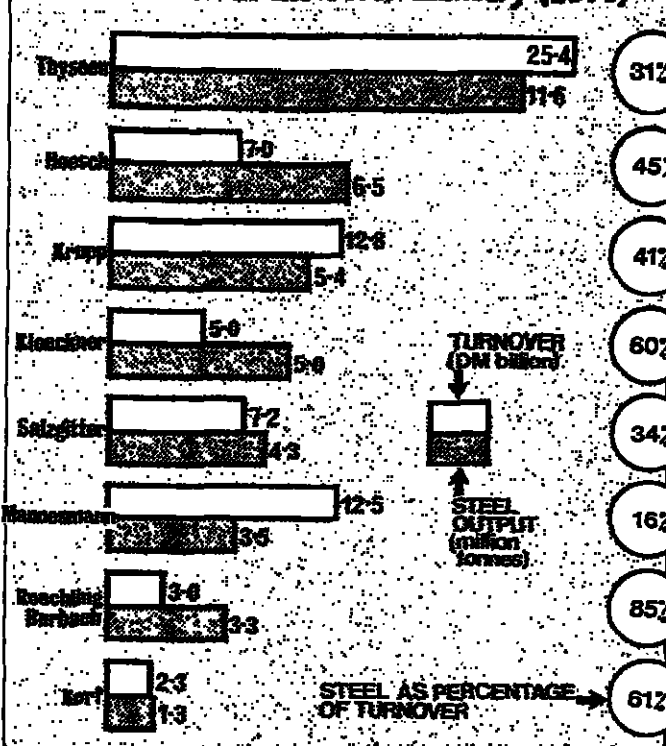 Thyssen 25·4 31%
11·6
Hoesch 7·0 45%
6·5
Krupp 12·8 41%
5·4
Kloeckner 5·0 60%
5·0
Salzgitter 7·2 34%
4·3
TURNOVER
(DM billion)
Mannesmann 12·5 16%
3·5
STEEL
OUTPUT
(million
tonnes)
Roechling 3·0 85%
Burbach 3·3
Korf 2·3 61%
1·3
STEEL AS PERCENTAGE
OF TURNOVER